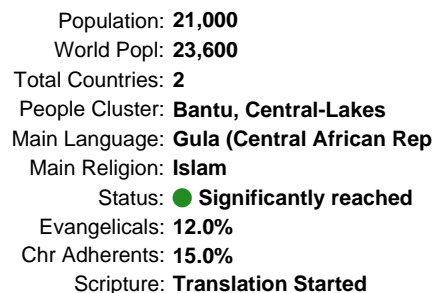 Population: 21,000
World Popl: 23,600
Total Countries: 2
People Cluster: Bantu, Central-Lakes
Main Language: Gula (Central African Rep
Main Religion: Islam
Status: Significantly reached
Evangelicals: 12.0%
Chr Adherents: 15.0%
Scripture: Translation Started